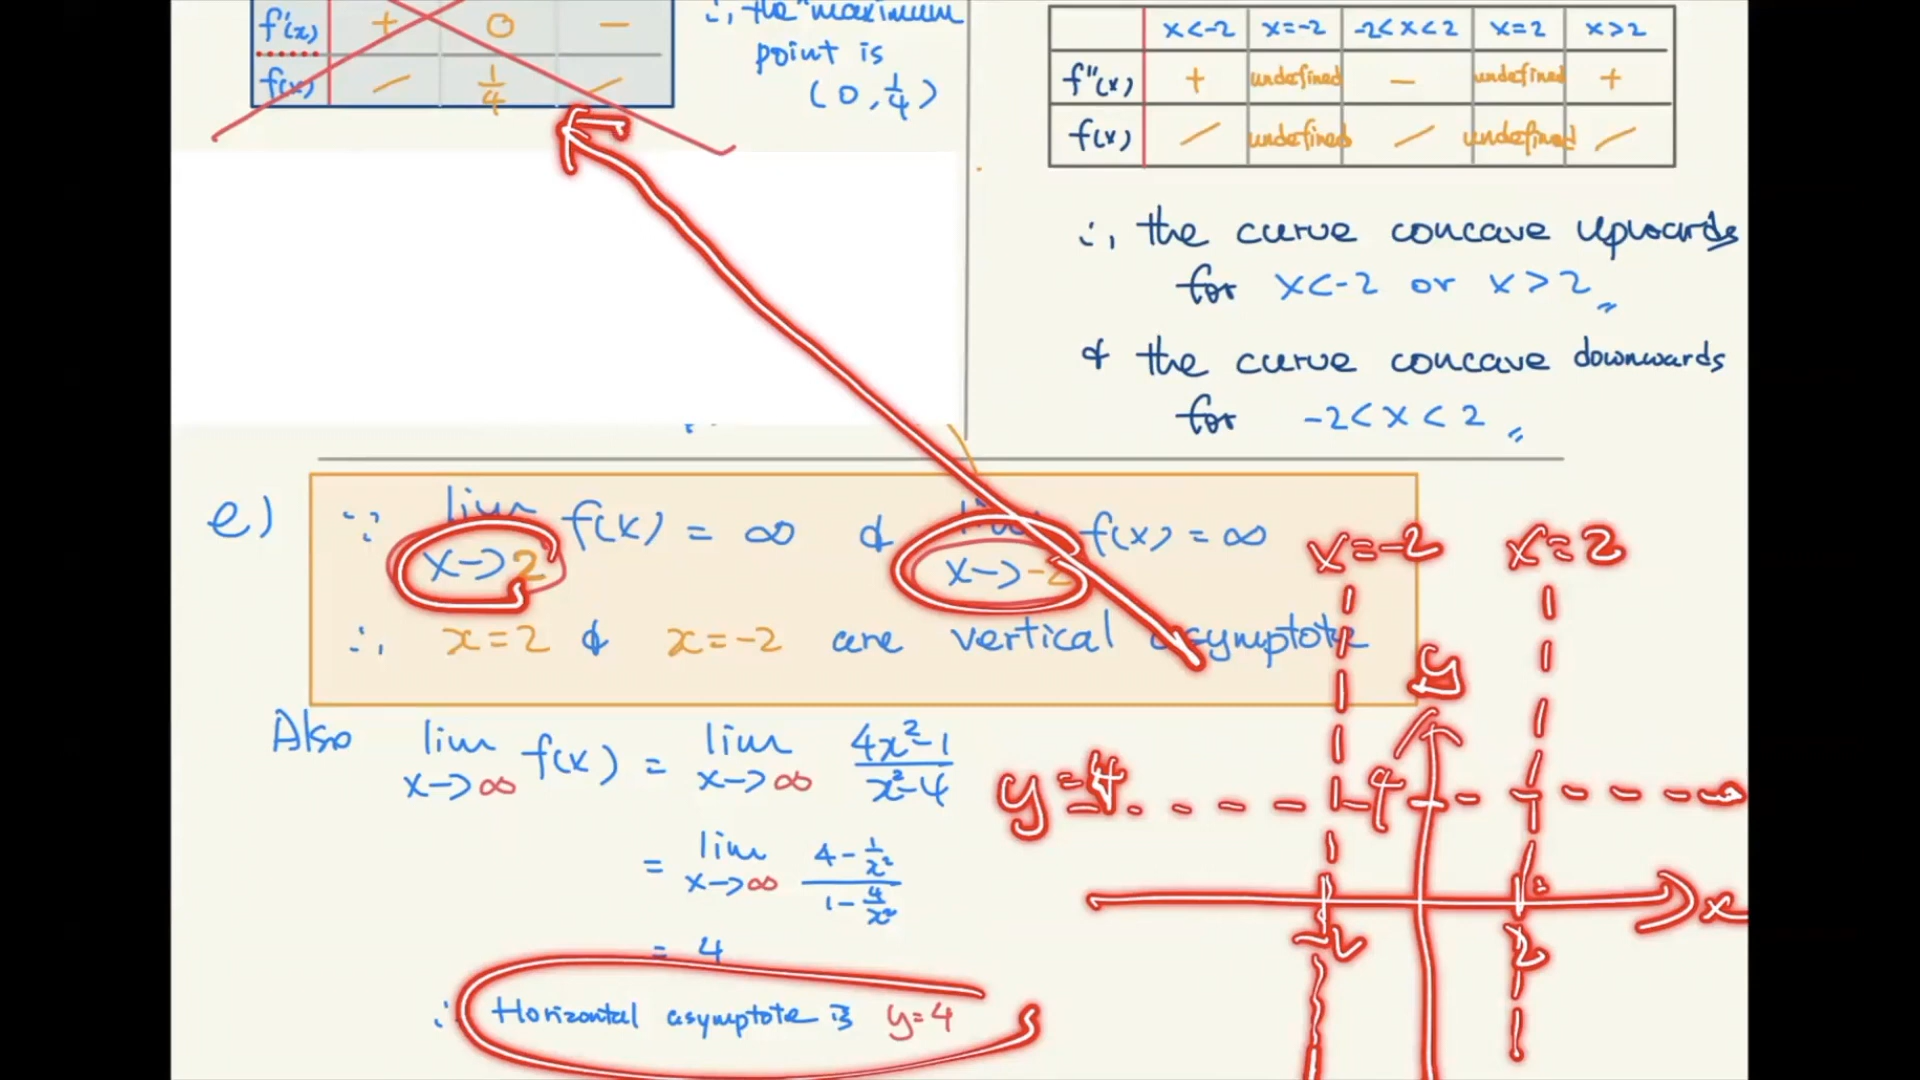 f'(x) + 0 −
f(x) / 1/4 /
∴ the maximum
point is
(0, 1/4)
x<-2 x=-2 -2<x<2 x=2 x>2
f''(x) + undefined − undefined +
f(x) / undefined / undefined /
∴ the curve concave upwards
for x<-2 or x>2
& the curve concave downwards
for -2<x<2
e) ∵ lim x→2 f(x) = ∞ & lim x→-2 f(x) = ∞
∴ x=2 & x=-2 are vertical asymptote
Also lim x→∞ f(x) = lim x→∞ (4x²-1)/(x²-4)
= lim x→∞ (4 - 1/x²)/(1 - 4/x²)
= 4
∴ Horizontal asymptote is y=4
x=-2 x=2
y
y=4 4
x
-2 2